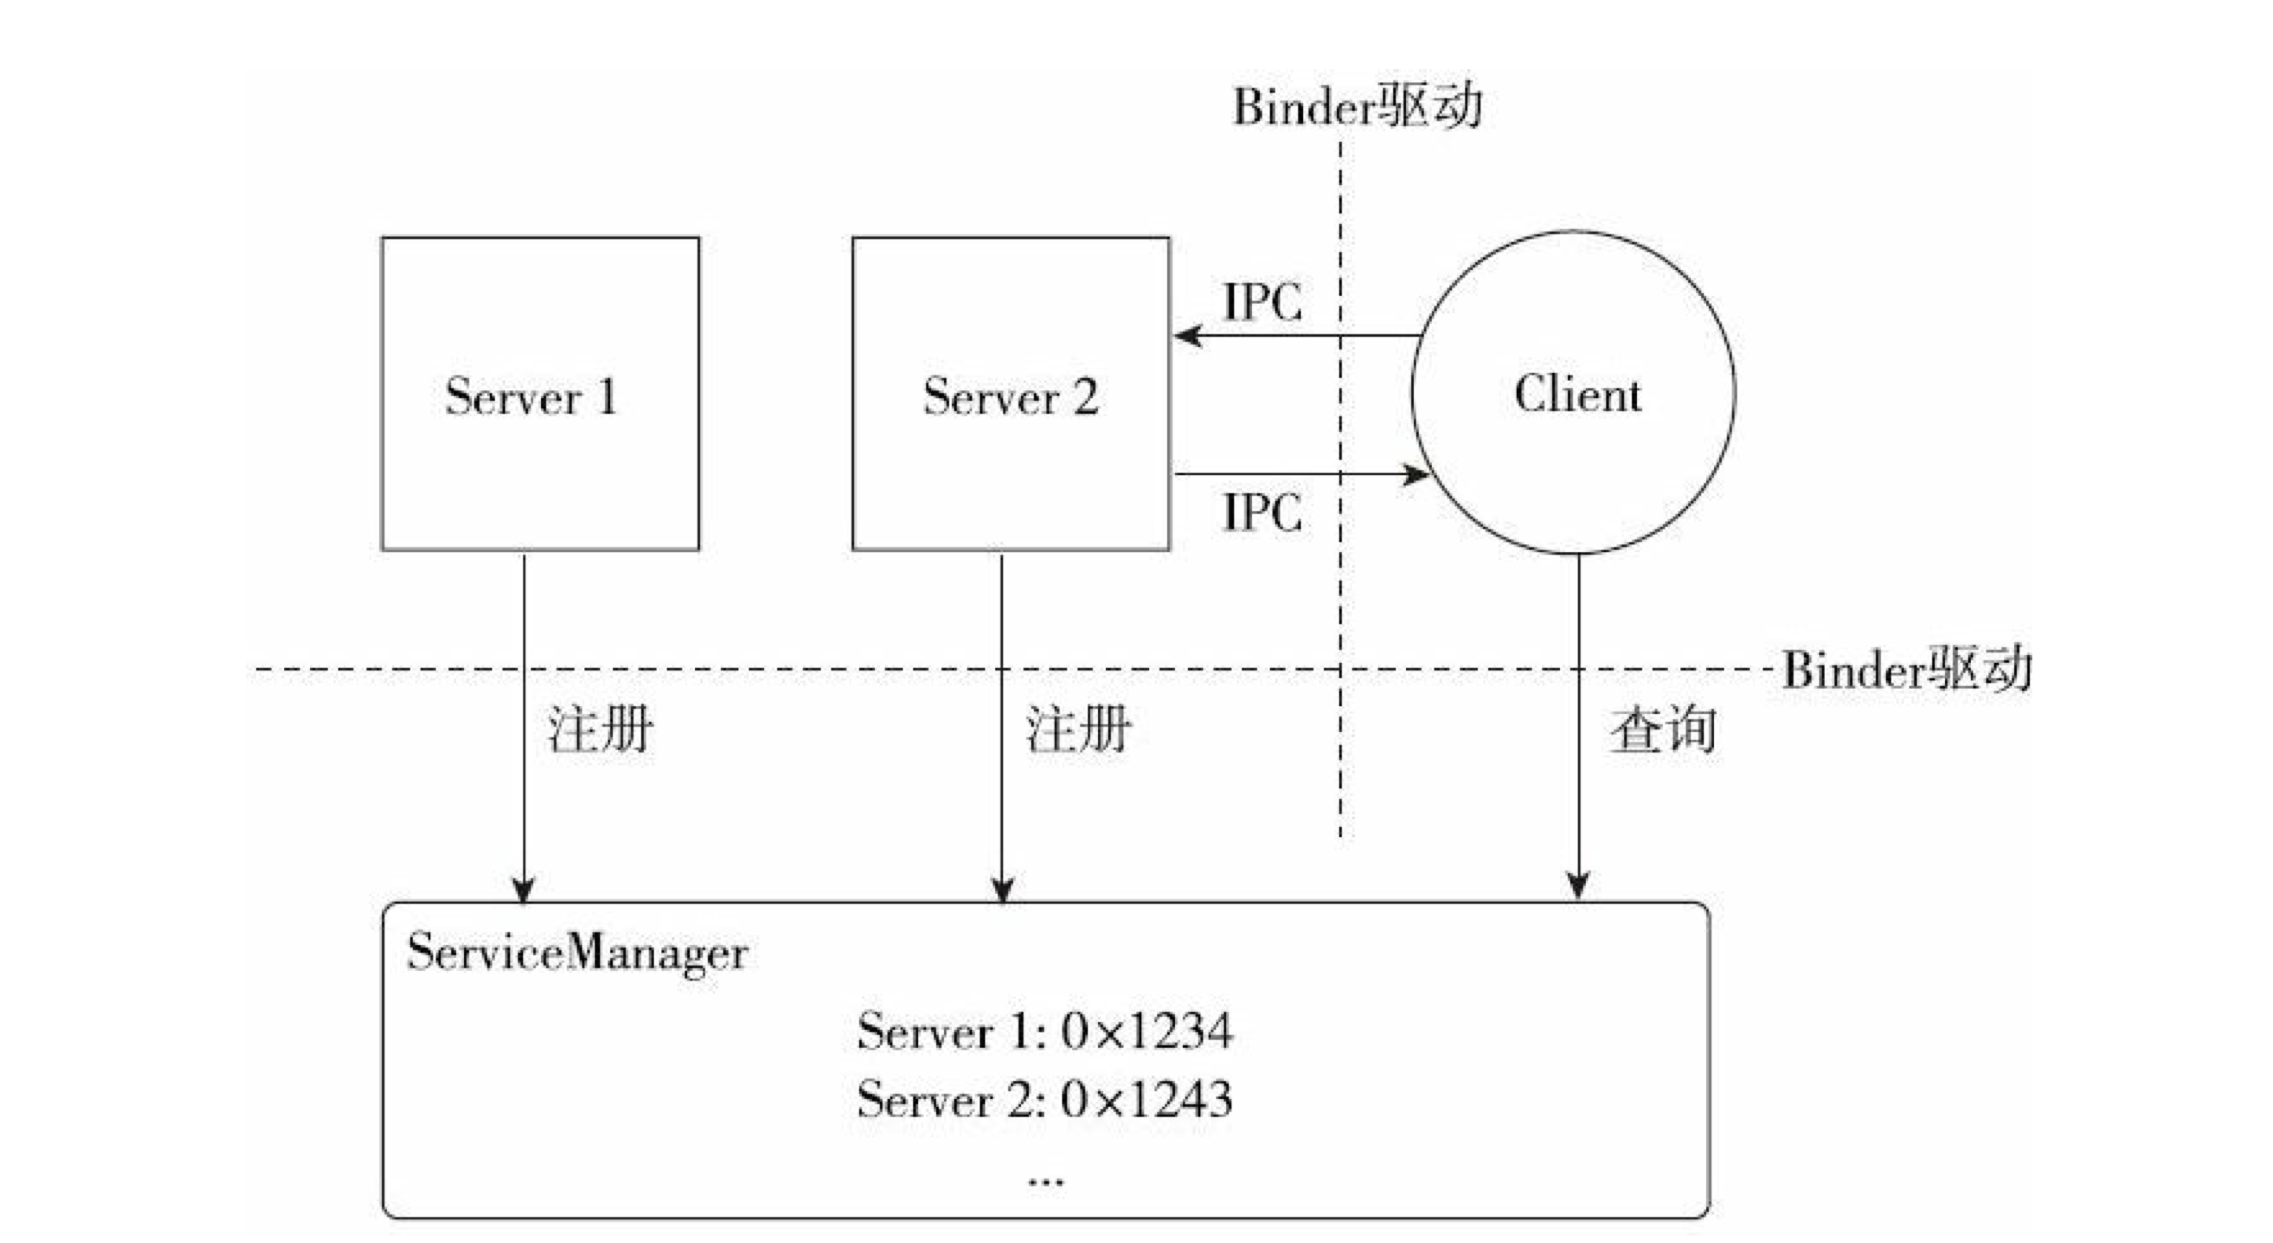 Binder驱动
IPC
Server 1
Server 2
Client
IPC
Binder驱动
注册
注册
查询
ServiceManager
Server 1: 0×1234
Server 2: 0×1243
...